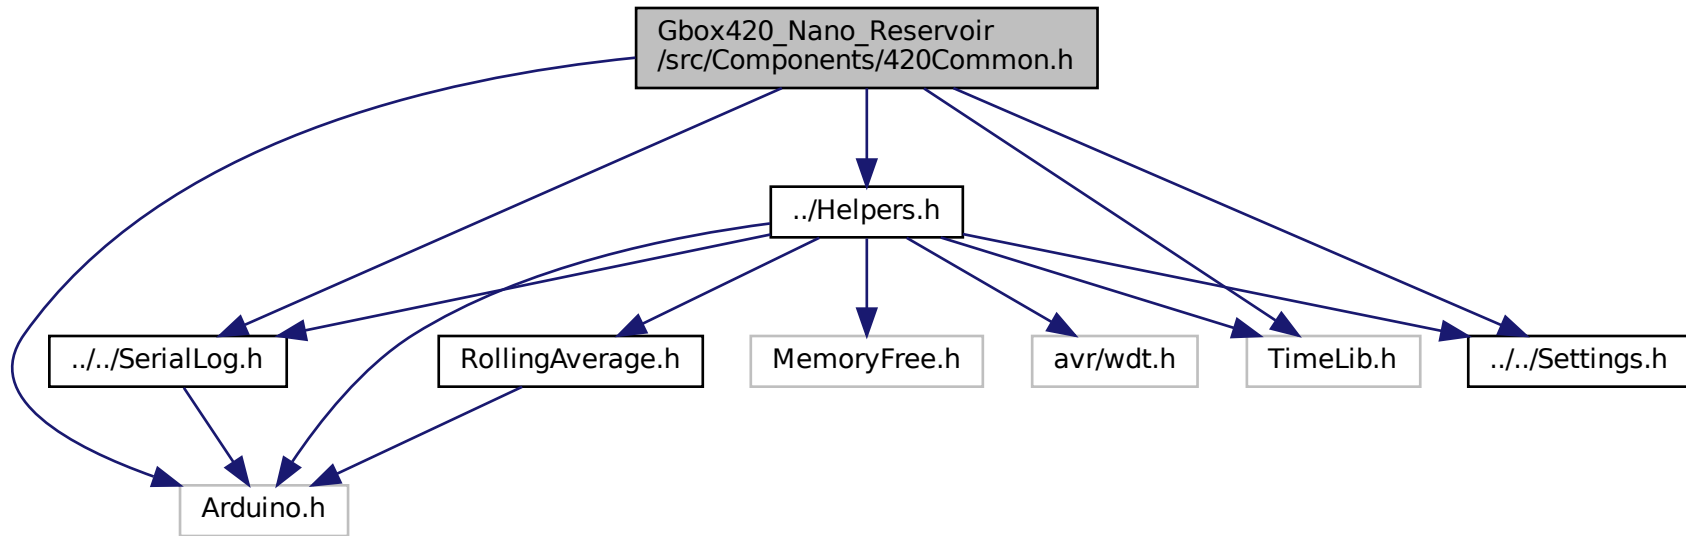 Gbox420_Nano_Reservoir
/src/Components/420Common.h
../Helpers.h
../../SerialLog.h
RollingAverage.h
MemoryFree.h
avr/wdt.h
TimeLib.h
../../Settings.h
Arduino.h